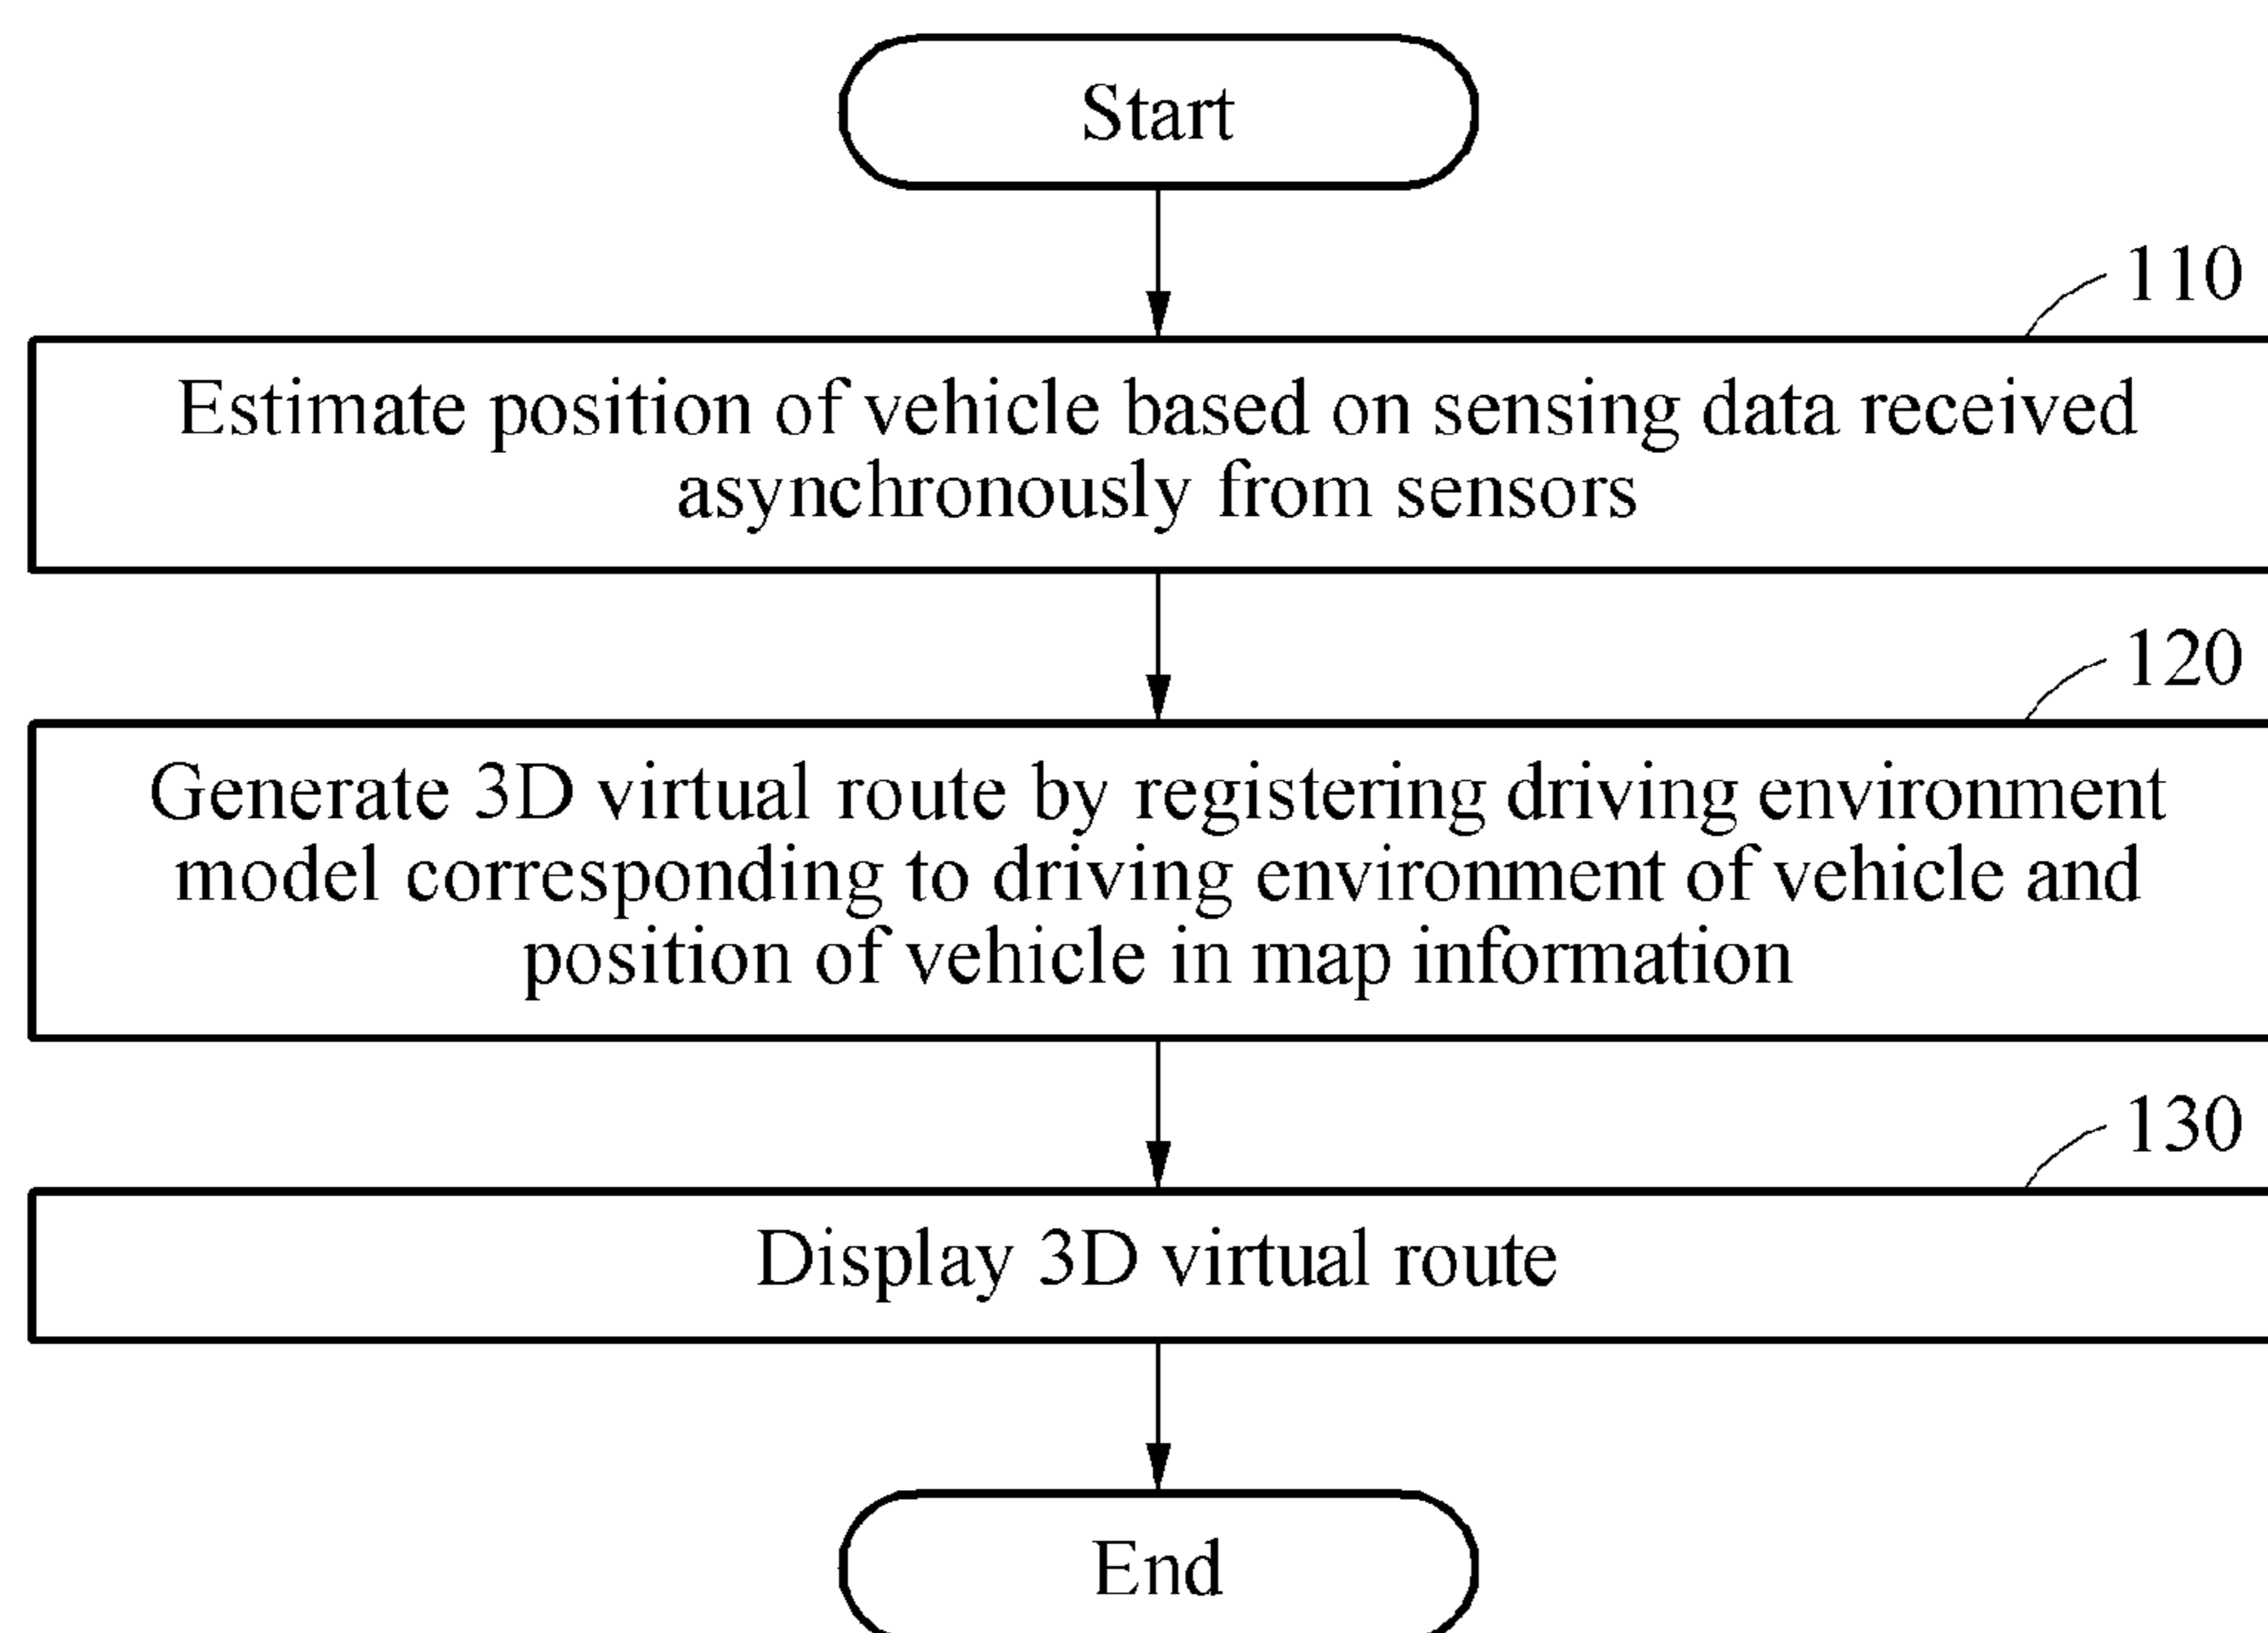 Start
110
Estimate position of vehicle based on sensing data received
asynchronously from sensors
120
Generate 3D virtual route by registering driving environment
model corresponding to driving environment of vehicle and
position of vehicle in map information
130
Display 3D virtual route
End